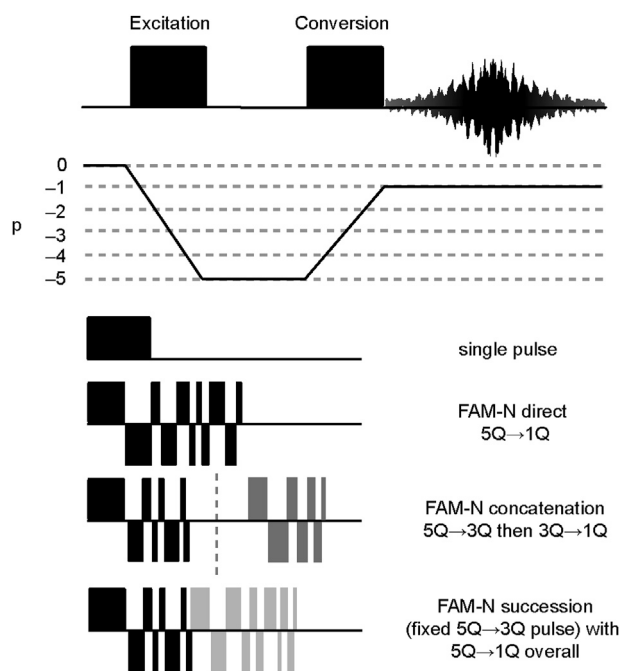 Excitation Conversion
0
–1
–2
–3
–4
–5
p
single pulse
FAM-N direct
5Q→1Q
FAM-N concatenation
5Q→3Q then 3Q→1Q
FAM-N succession
(fixed 5Q→3Q pulse) with
5Q→1Q overall